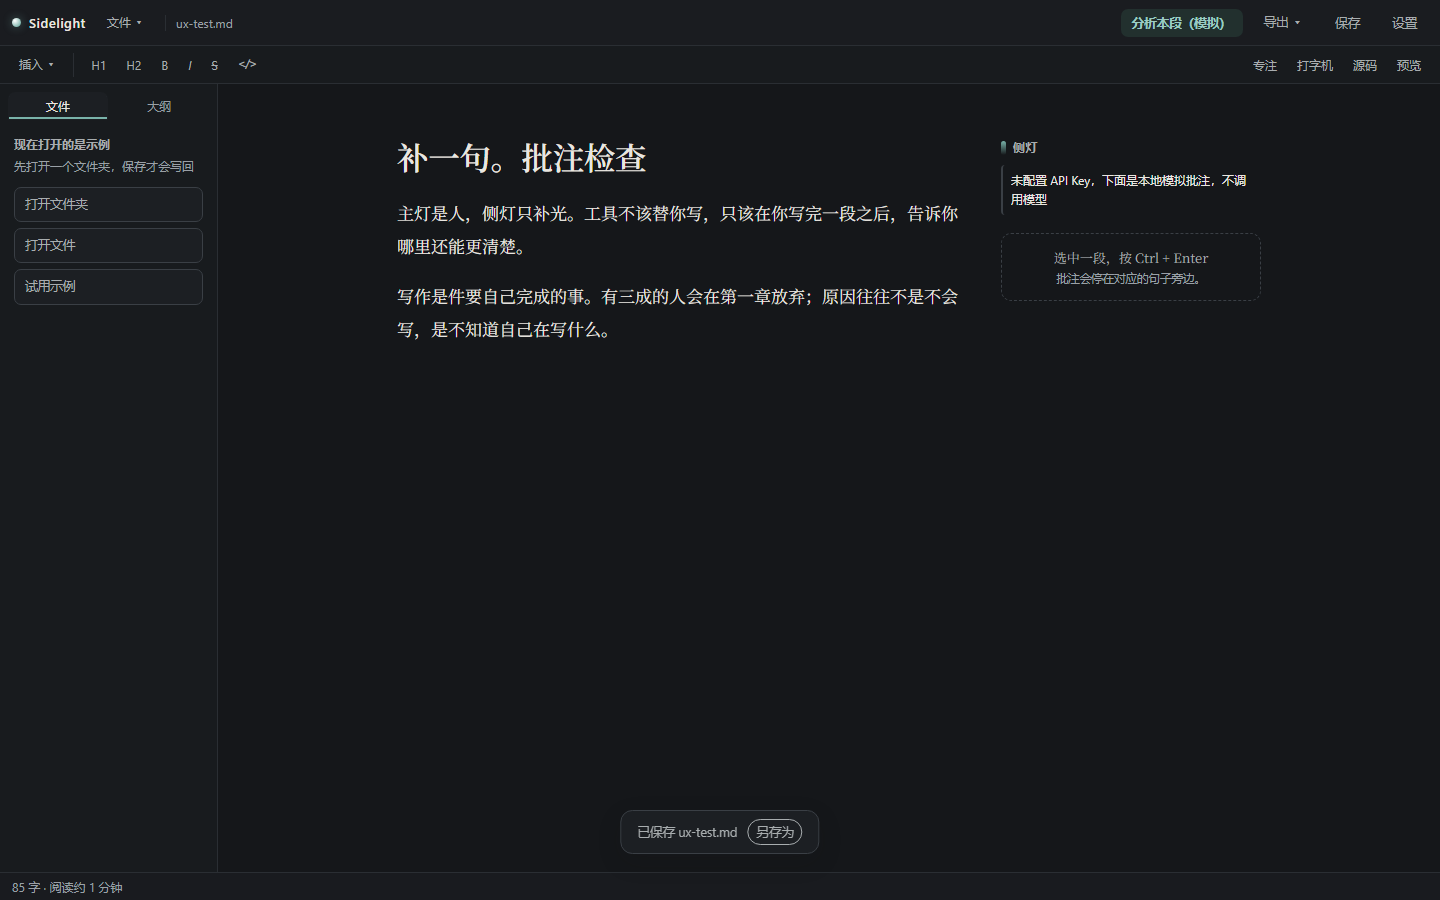 Sidelight 文件 ux-test.md 分析本段（模拟） 导出 保存 设置
插入 H1 H2 B I S </> 专注 打字机 源码 预览
文件 大纲
现在打开的是示例
先打开一个文件夹，保存才会写回
打开文件夹
打开文件
试用示例
补一句。批注检查
主灯是人，侧灯只补光。工具不该替你写，只该在你写完一段之后，告诉你
哪里还能更清楚。
写作是件要自己完成的事。有三成的人会在第一章放弃；原因往往不是不会
写，是不知道自己在写什么。
侧灯
未配置 API Key，下面是本地模拟批注，不调
用模型
选中一段，按 Ctrl + Enter
批注会停在对应的句子旁边。
已保存 ux-test.md 另存为
85 字 · 阅读约 1 分钟